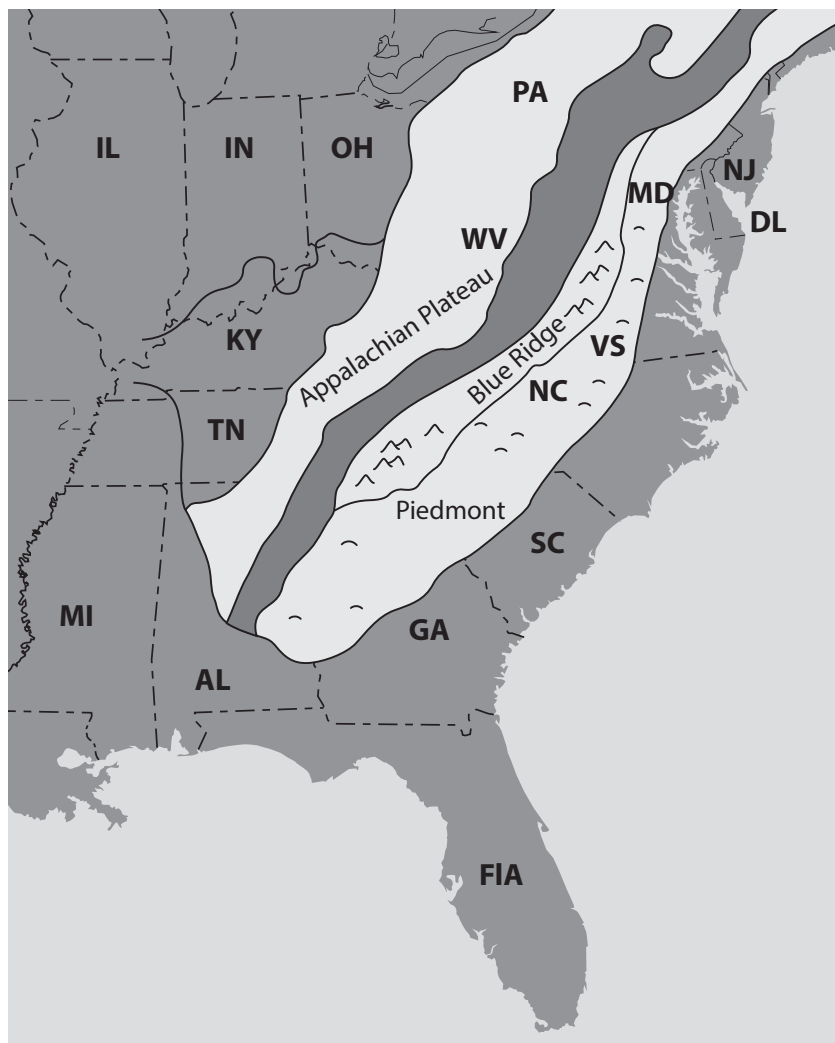 PA
IL
IN
OH
NJ
MD
DL
WV
Appalachian Plateau
KY
VS
Blue Ridge
NC
TN
Piedmont
SC
MI
GA
AL
FlA